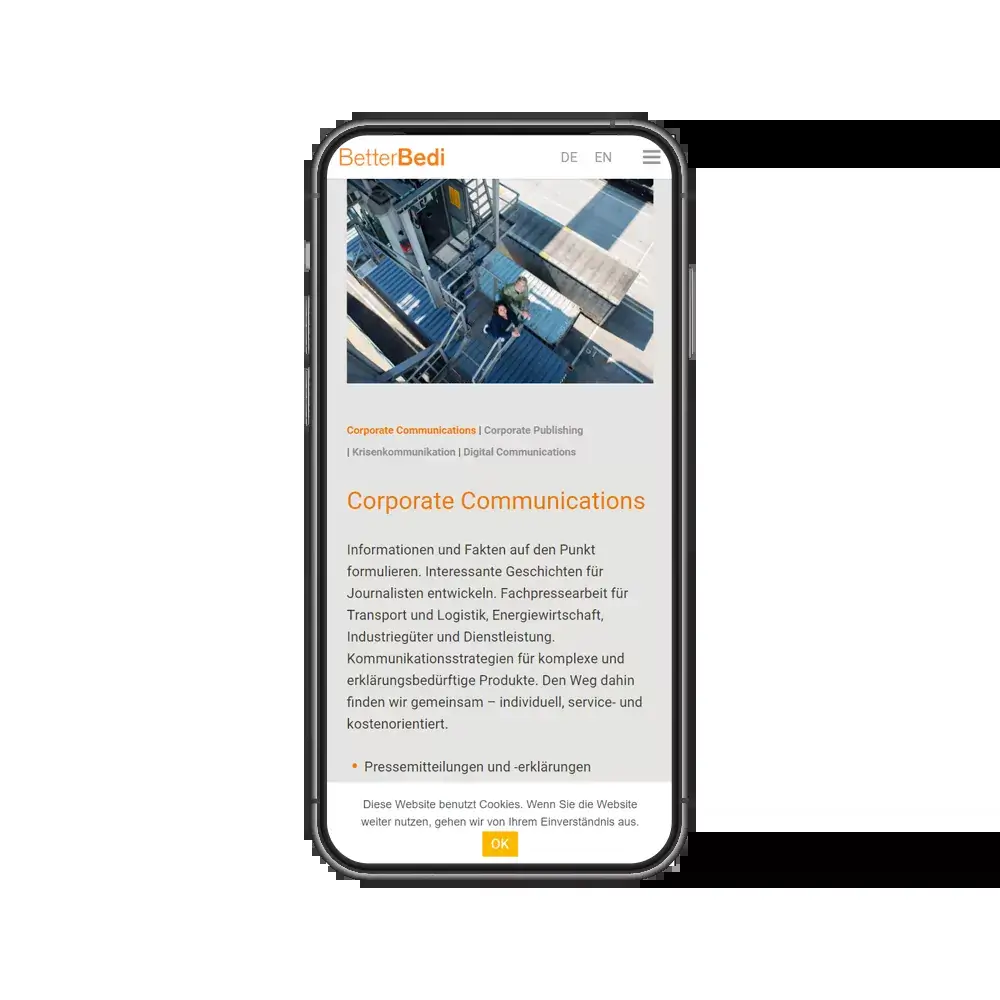 BetterBedi DE EN
Corporate Communications | Corporate Publishing
| Krisenkommunikation | Digital Communications
Corporate Communications
Informationen und Fakten auf den Punkt
formulieren. Interessante Geschichten für
Journalisten entwickeln. Fachpressearbeit für
Transport und Logistik, Energiewirtschaft,
Industriegüter und Dienstleistung.
Kommunikationsstrategien für komplexe und
erklärungsbedürftige Produkte. Den Weg dahin
finden wir gemeinsam – individuell, service- und
kostenorientiert.
• Pressemitteilungen und -erklärungen
Diese Website benutzt Cookies. Wenn Sie die Website
weiter nutzen, gehen wir von Ihrem Einverständnis aus.
OK